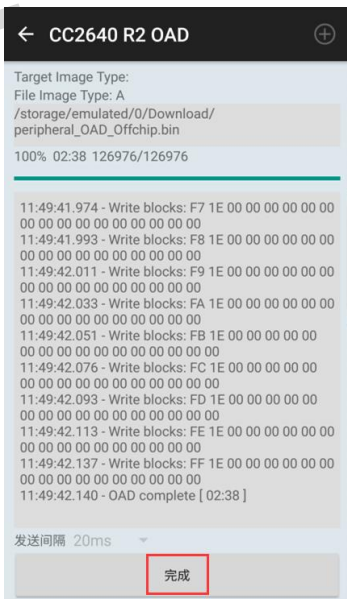 ← CC2640 R2 OAD
Target Image Type:
File Image Type: A
/storage/emulated/0/Download/
peripheral_OAD_Offchip.bin
100% 02:38 126976/126976
11:49:41.974 - Write blocks: F7 1E 00 00 00 00 00 00
00 00 00 00 00 00 00 00 00 00
11:49:41.993 - Write blocks: F8 1E 00 00 00 00 00 00
00 00 00 00 00 00 00 00 00 00
11:49:42.011 - Write blocks: F9 1E 00 00 00 00 00 00
00 00 00 00 00 00 00 00 00 00
11:49:42.033 - Write blocks: FA 1E 00 00 00 00 00 00
00 00 00 00 00 00 00 00 00 00
11:49:42.051 - Write blocks: FB 1E 00 00 00 00 00
00 00 00 00 00 00 00 00 00 00 00
11:49:42.076 - Write blocks: FC 1E 00 00 00 00 00
00 00 00 00 00 00 00 00 00 00 00
11:49:42.093 - Write blocks: FD 1E 00 00 00 00 00
00 00 00 00 00 00 00 00 00 00 00
11:49:42.113 - Write blocks: FE 1E 00 00 00 00 00 00
00 00 00 00 00 00 00 00 00 00
11:49:42.137 - Write blocks: FF 1E 00 00 00 00 00 00
00 00 00 00 00 00 00 00 00 00
11:49:42.140 - OAD complete [ 02:38 ]
发送间隔 20ms
完成